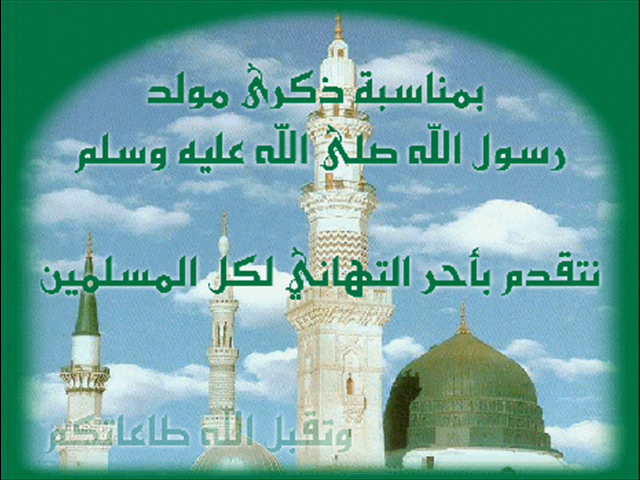 بمناسبة ذكرى مولد
رسول الله صلى الله عليه وسلم
نتقدم بأحر التهاني لكل المسلمين
وتقبل الله طاعاتكم